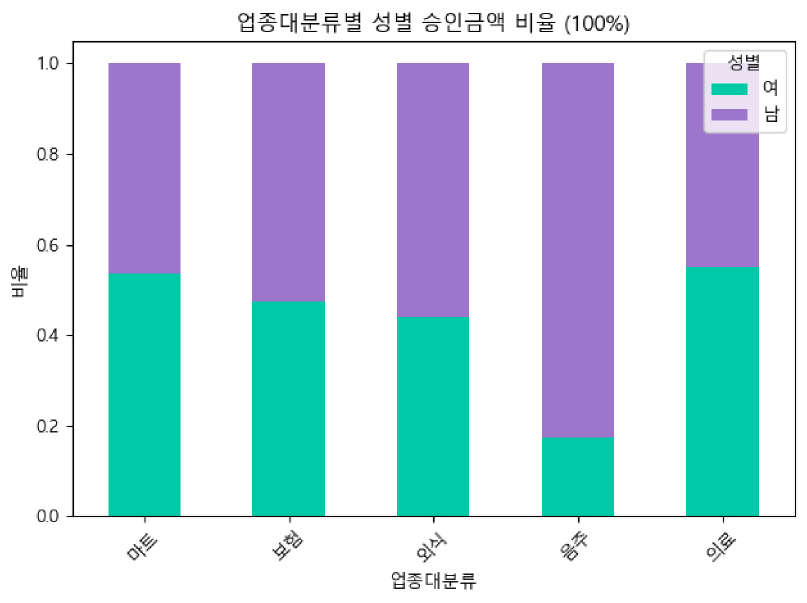 업종대분류별 성별 승인금액 비율 (100%)
성별
여
남
1.0
0.8
0.6
0.4
0.2
0.0
비율
마트
보험
외식
음주
의료
업종대분류